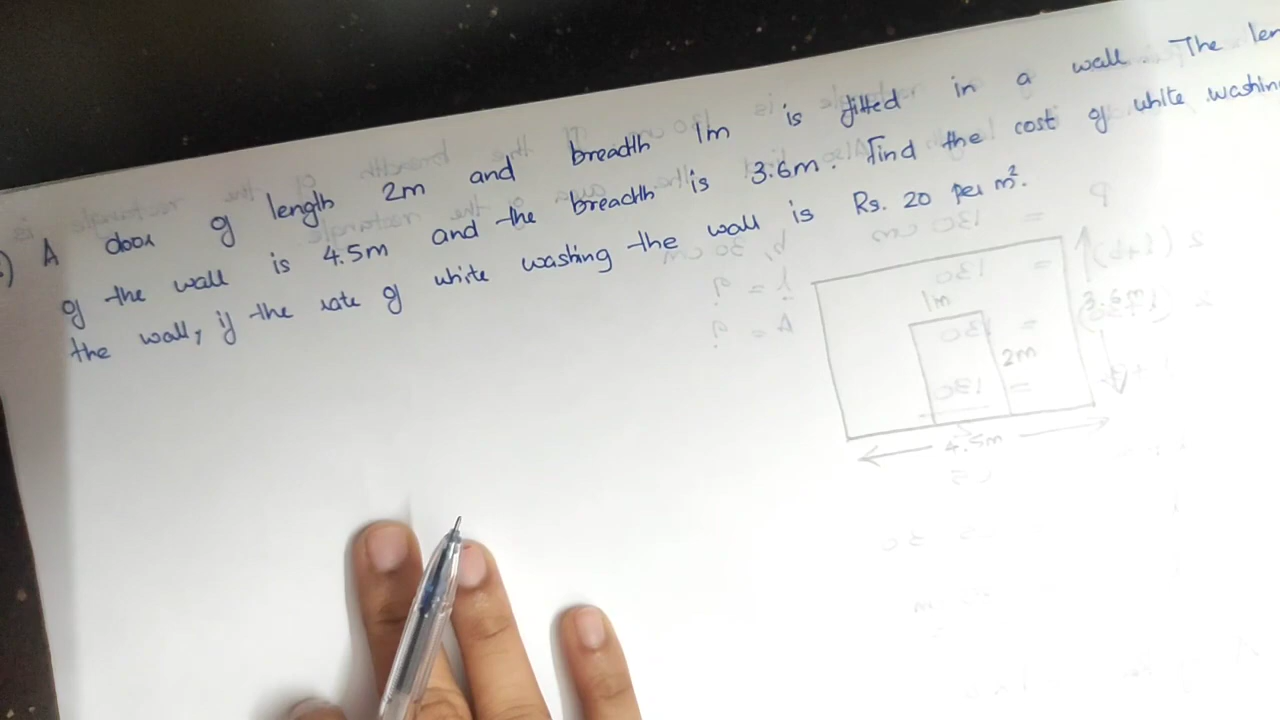 A door of length 2m and breadth 1m is fitted in a wall. The len
of the wall is 4.5m and the breadth is 3.6m. Find the cost of white washing
the wall, if the rate of white washing the wall is Rs. 20 per m².
1m
2m
3.6m
4.5m